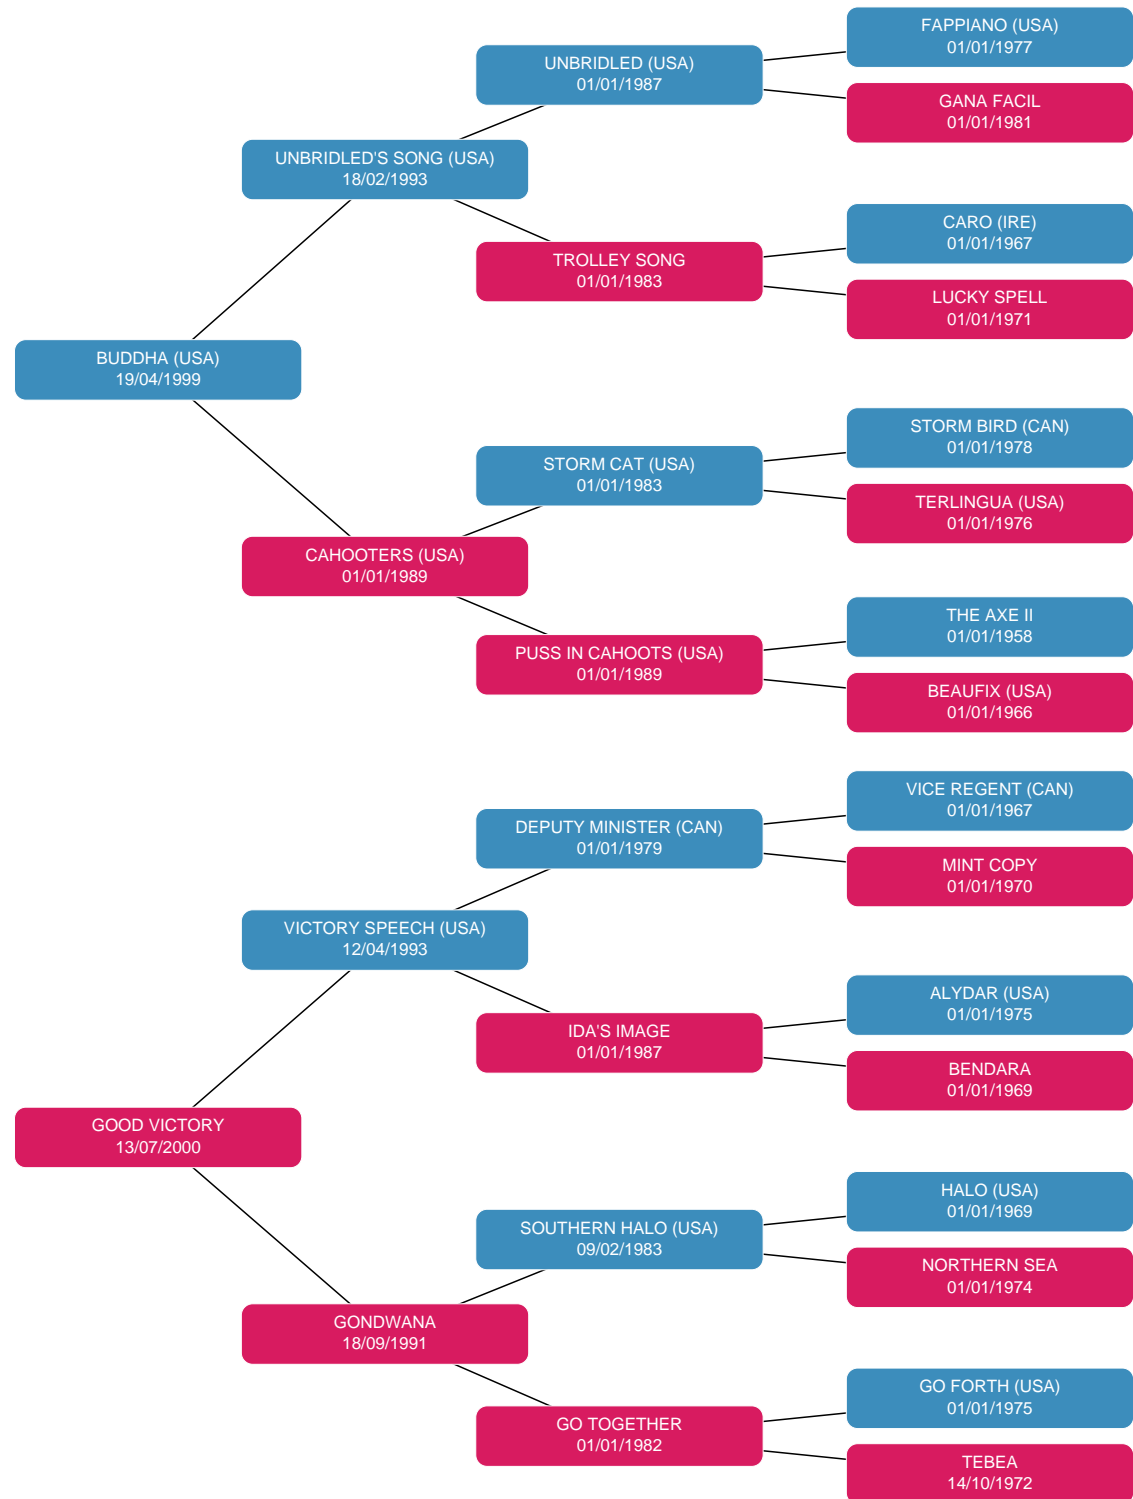 FAPPIANO (USA)
01/01/1977
UNBRIDLED (USA)
01/01/1987
GANA FACIL
01/01/1981
UNBRIDLED'S SONG (USA)
18/02/1993
CARO (IRE)
01/01/1967
TROLLEY SONG
01/01/1983
LUCKY SPELL
01/01/1971
BUDDHA (USA)
19/04/1999
STORM BIRD (CAN)
01/01/1978
STORM CAT (USA)
01/01/1983
TERLINGUA (USA)
01/01/1976
CAHOOTERS (USA)
01/01/1989
THE AXE II
01/01/1958
PUSS IN CAHOOTS (USA)
01/01/1989
BEAUFIX (USA)
01/01/1966
VICE REGENT (CAN)
01/01/1967
DEPUTY MINISTER (CAN)
01/01/1979
MINT COPY
01/01/1970
VICTORY SPEECH (USA)
12/04/1993
ALYDAR (USA)
01/01/1975
IDA'S IMAGE
01/01/1987
BENDARA
01/01/1969
GOOD VICTORY
13/07/2000
HALO (USA)
01/01/1969
SOUTHERN HALO (USA)
09/02/1983
NORTHERN SEA
01/01/1974
GONDWANA
18/09/1991
GO FORTH (USA)
01/01/1975
GO TOGETHER
01/01/1982
TEBEA
14/10/1972